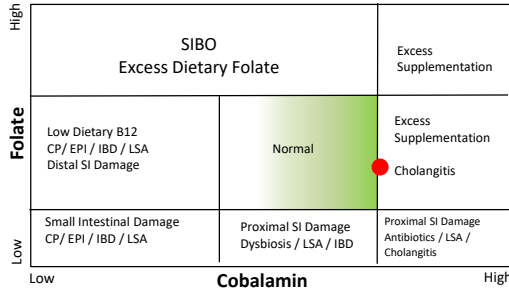 High
SIBO
Excess Dietary Folate
Excess
Supplementation
Folate
Low Dietary B12
CP/ EPI / IBD / LSA
Distal SI Damage
Normal
Excess
Supplementation
Cholangitis
Small Intestinal Damage
CP/ EPI / IBD / LSA
Proximal SI Damage
Dysbiosis / LSA / IBD
Proximal SI Damage
Antibiotics / LSA /
Cholangitis
Low
Low
Cobalamin
High